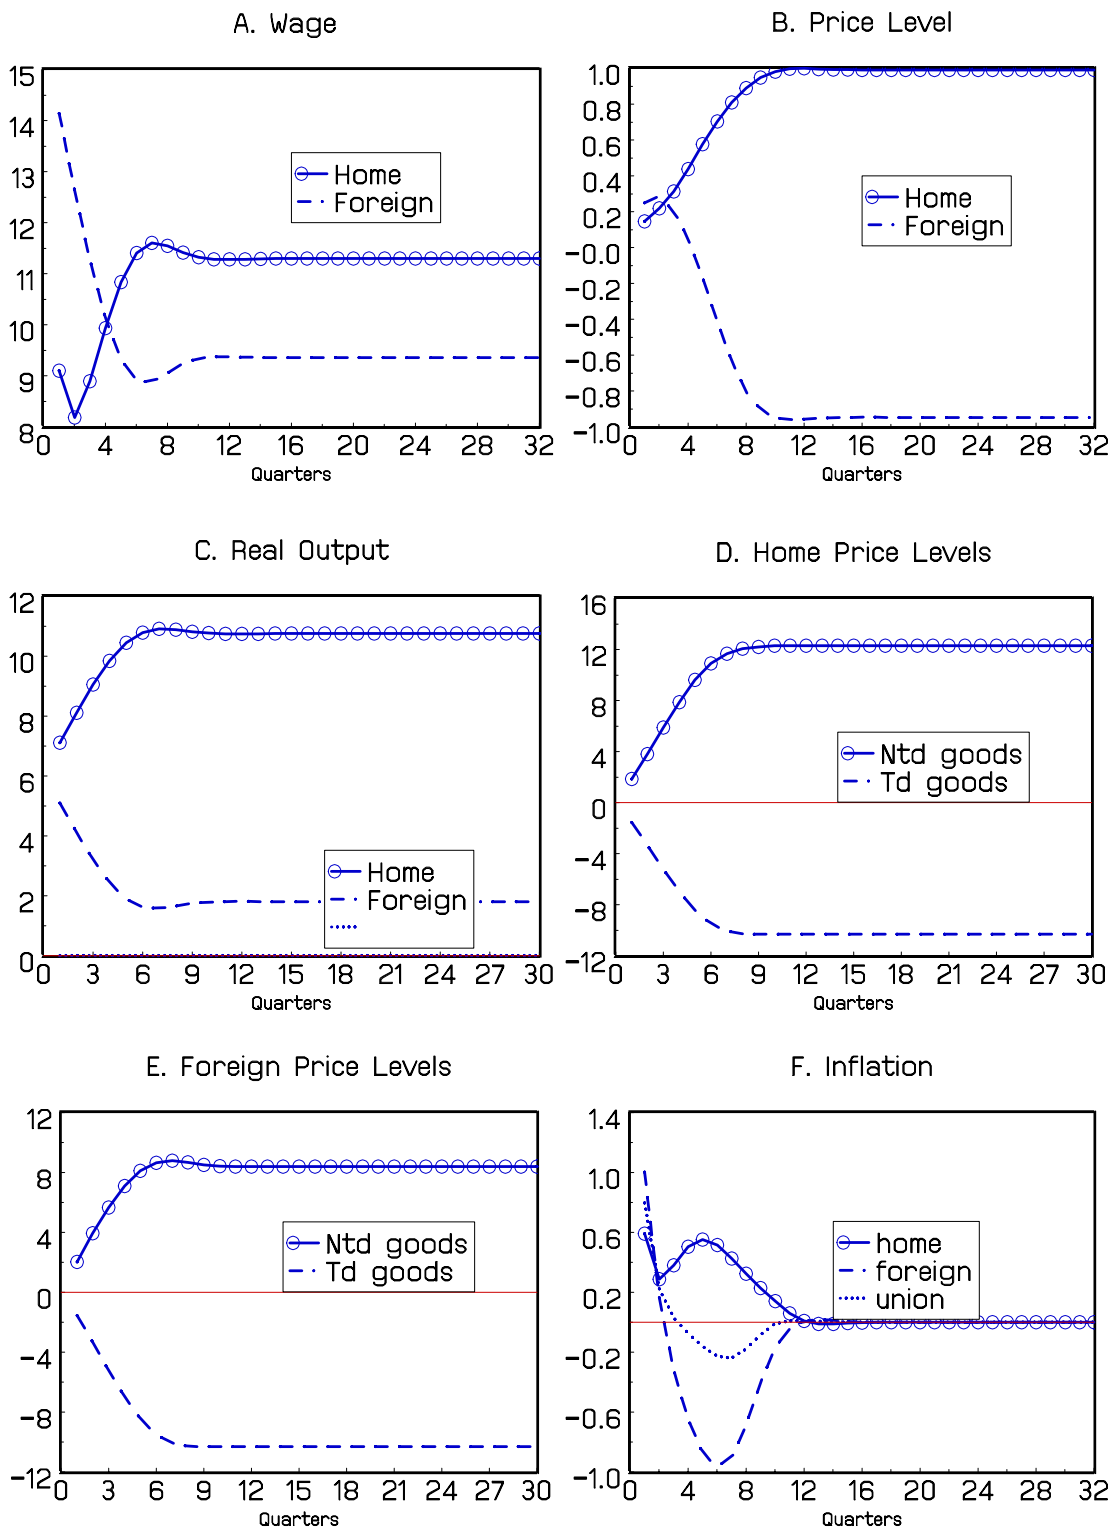 A. Wage
15
14
13
12
11
10
9
8
0 4 8 12 16 20 24 28 32
Quarters
Home
Foreign
B. Price Level
1.0
0.8
0.6
0.4
0.2
-0.0
-0.2
-0.4
-0.6
-0.8
-1.0
0 4 8 12 16 20 24 28 32
Quarters
Home
Foreign
C. Real Output
12
10
8
6
4
2
0
0 3 6 9 12 15 18 21 24 27 30
Quarters
Home
Foreign
D. Home Price Levels
16
12
8
4
0
-4
-8
-12
0 3 6 9 12 15 18 21 24 27 30
Quarters
Ntd goods
Td goods
E. Foreign Price Levels
12
8
4
0
-4
-8
-12
0 3 6 9 12 15 18 21 24 27 30
Quarters
Ntd goods
Td goods
F. Inflation
1.4
1.0
0.6
0.2
-0.2
-0.6
-1.0
0 4 8 12 16 20 24 28 32
Quarters
home
foreign
union